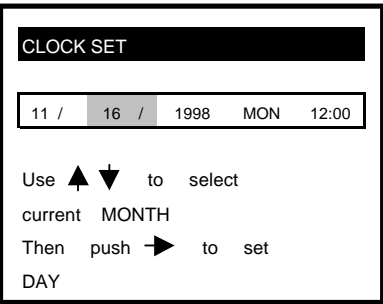 CLOCK SET
11 / 16 / 1998 MON 12:00
Use ▲ ▼ to select
current MONTH
Then push ► to set
DAY